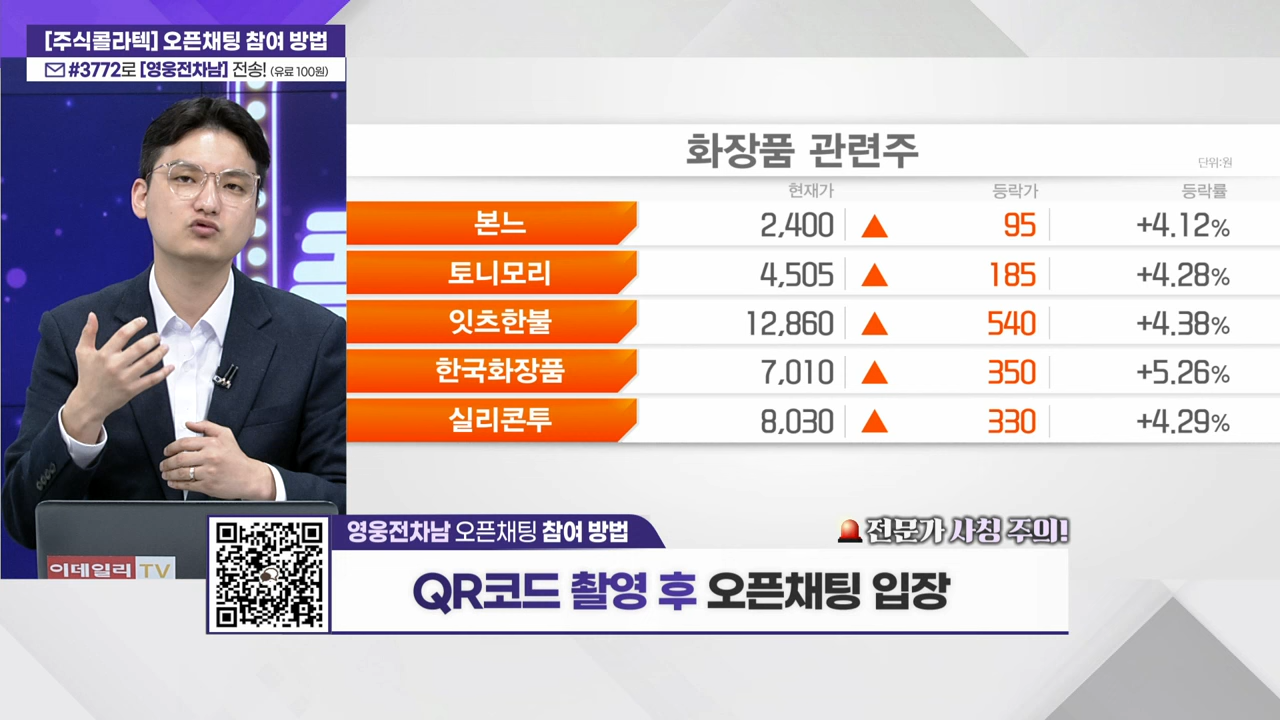 [주식콜라텍] 오픈채팅 참여 방법
#3772로 [영웅전차남] 전송! (유료 100원)
화장품 관련주
단위:원
현재가 등락가 등락률
본느 2,400 ▲ 95 +4.12%
토니모리 4,505 ▲ 185 +4.28%
잇츠한불 12,860 ▲ 540 +4.38%
한국화장품 7,010 ▲ 350 +5.26%
실리콘투 8,030 ▲ 330 +4.29%
이데일리 TV
영웅전차남 오픈채팅 참여 방법
전문가 사칭 주의!
QR코드 촬영 후 오픈채팅 입장